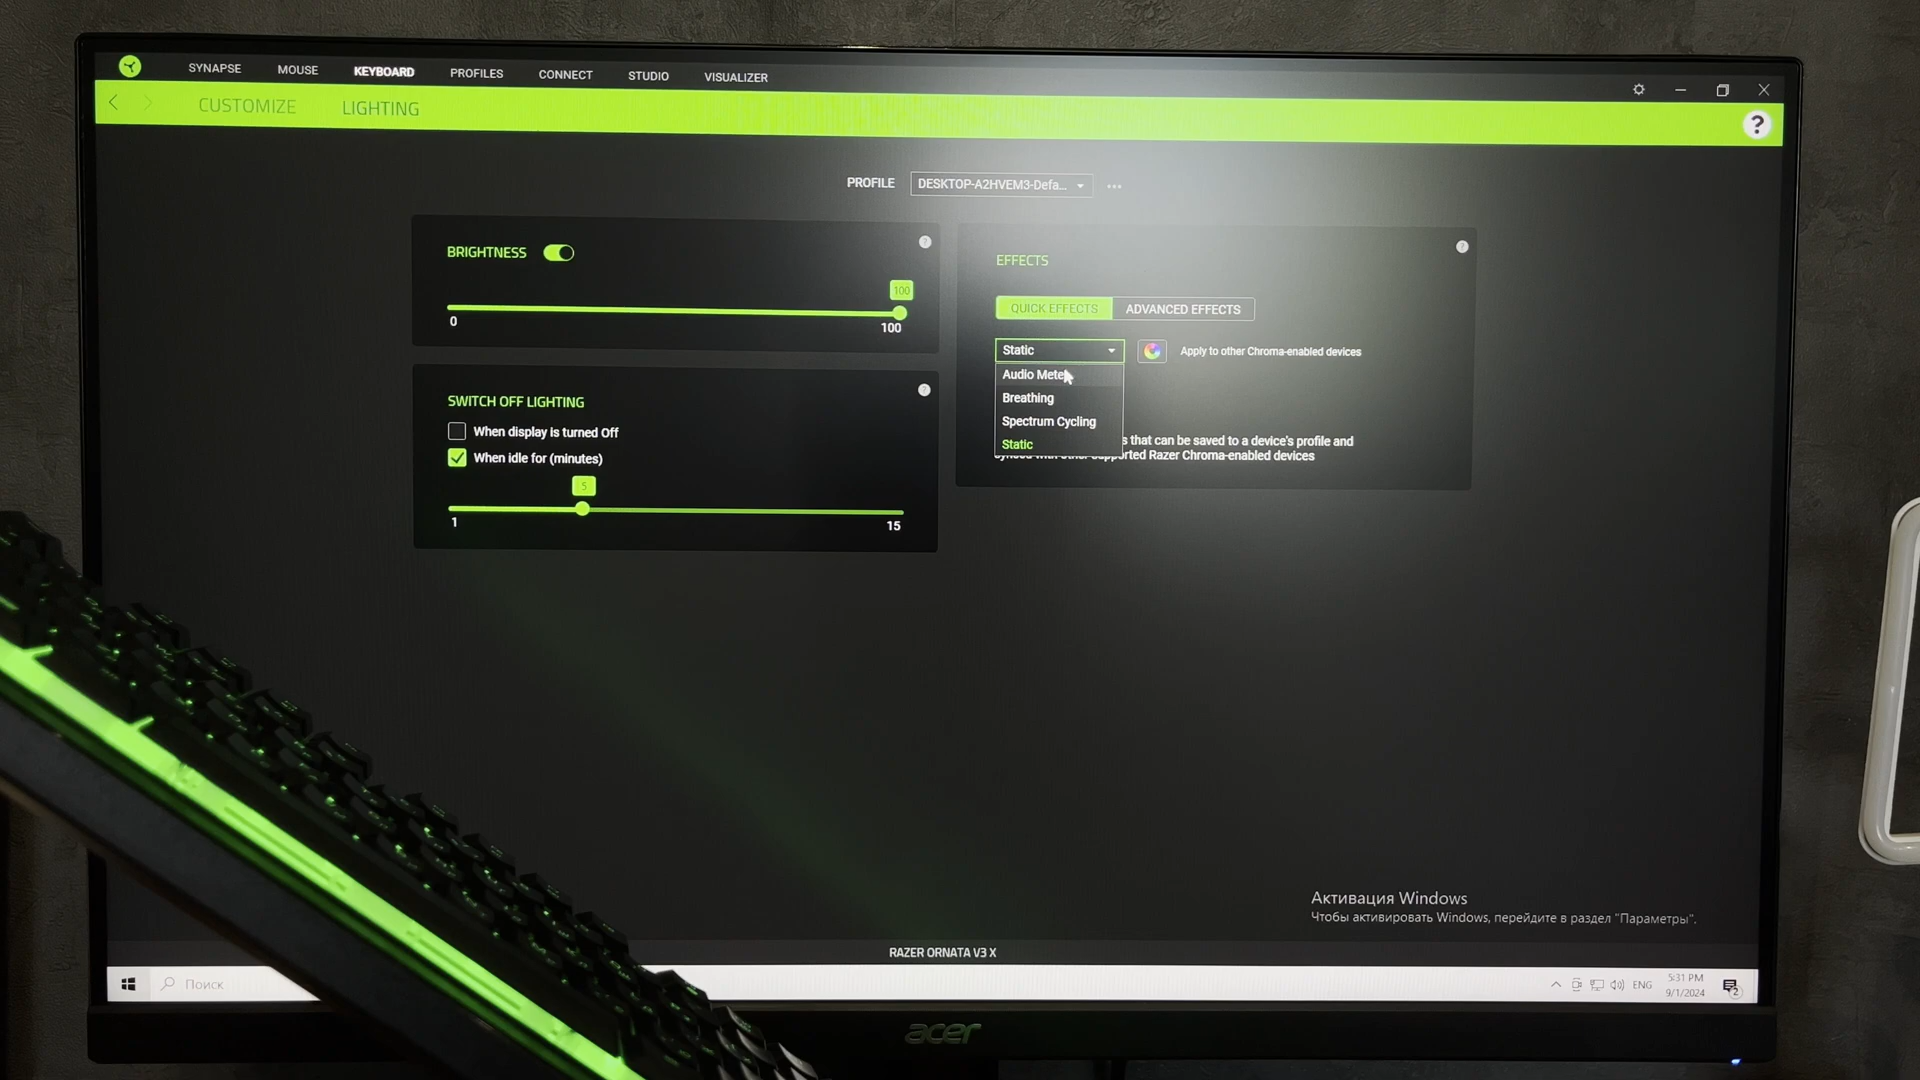 SYNAPSE MOUSE KEYBOARD PROFILES CONNECT STUDIO VISUALIZER
CUSTOMIZE LIGHTING
?
PROFILE DESKTOP-A2HVEM3-Defa...
BRIGHTNESS
?
100
0
100
SWITCH OFF LIGHTING
?
When display is turned Off
When idle for (minutes)
5
1
15
EFFECTS
?
QUICK EFFECTS ADVANCED EFFECTS
Static
Apply to other Chroma-enabled devices
Audio Mete
Breathing
Spectrum Cycling
Static
s that can be saved to a device's profile and
supported Razer Chroma-enabled devices
Активация Windows
Чтобы активировать Windows, перейдите в раздел "Параметры".
RAZER ORNATA V3 X
Поиск
ENG
5:31 PM
9/1/2024
2
acer